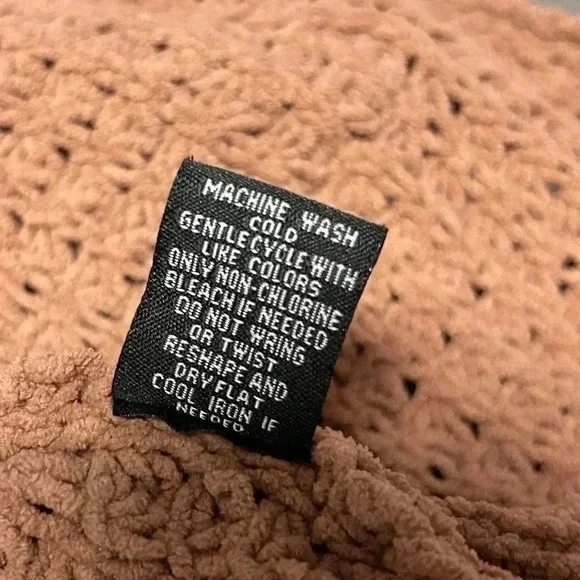 MACHINE WASH
COLD
GENTLE CYCLE WITH
LIKE COLORS
ONLY NON-CHLORINE
BLEACH IF NEEDED
DO NOT WRING
OR TWIST
RESHAPE AND
DRY FLAT
COOL IRON IF
NEEDED